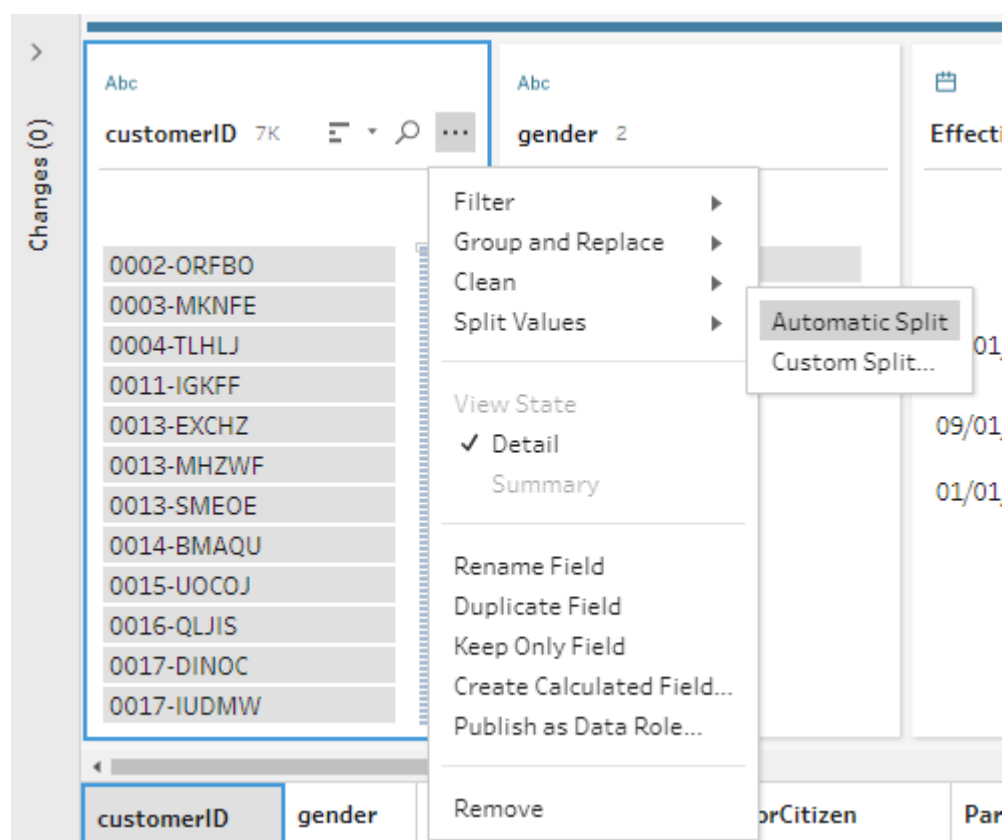 Changes (0)
Abc
customerID 7K
0002-ORFBO
0003-MKNFE
0004-TLHLJ
0011-IGKFF
0013-EXCHZ
0013-MHZWF
0013-SMEOE
0014-BMAQU
0015-UOCOJ
0016-QLJIS
0017-DINOC
0017-IUDMW
Abc
gender 2
Effecti
01/
09/01/
01/01/
Filter
Group and Replace
Clean
Split Values
Automatic Split
Custom Split...
View State
Detail
Summary
Rename Field
Duplicate Field
Keep Only Field
Create Calculated Field...
Publish as Data Role...
Remove
customerID
gender
orCitizen
Par